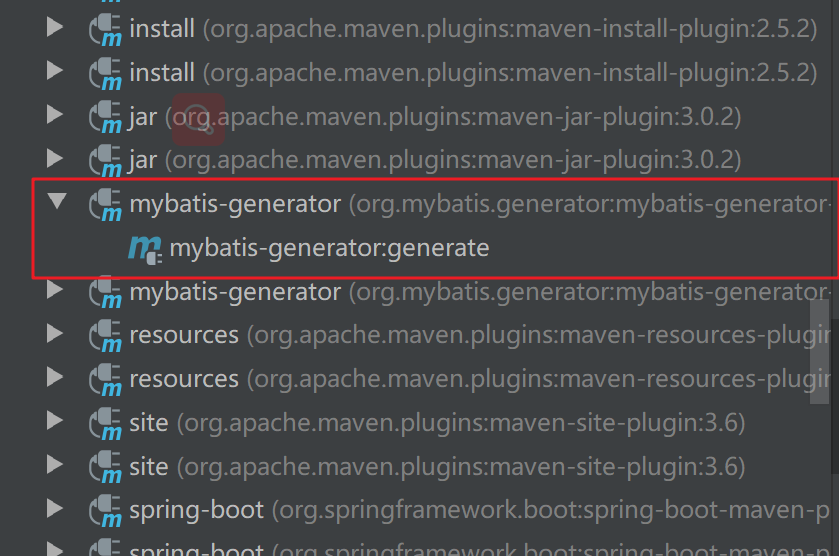 install (org.apache.maven.plugins:maven-install-plugin:2.5.2)
install (org.apache.maven.plugins:maven-install-plugin:2.5.2)
jar (org.apache.maven.plugins:maven-jar-plugin:3.0.2)
jar (org.apache.maven.plugins:maven-jar-plugin:3.0.2)
mybatis-generator (org.mybatis.generator:mybatis-generator-
mybatis-generator:generate
mybatis-generator (org.mybatis.generator:mybatis-generator-
resources (org.apache.maven.plugins:maven-resources-plugin
resources (org.apache.maven.plugins:maven-resources-plugin
site (org.apache.maven.plugins:maven-site-plugin:3.6)
site (org.apache.maven.plugins:maven-site-plugin:3.6)
spring-boot (org.springframework.boot:spring-boot-maven-p
spring-boot (org.springframework.boot:spring-boot-maven-p